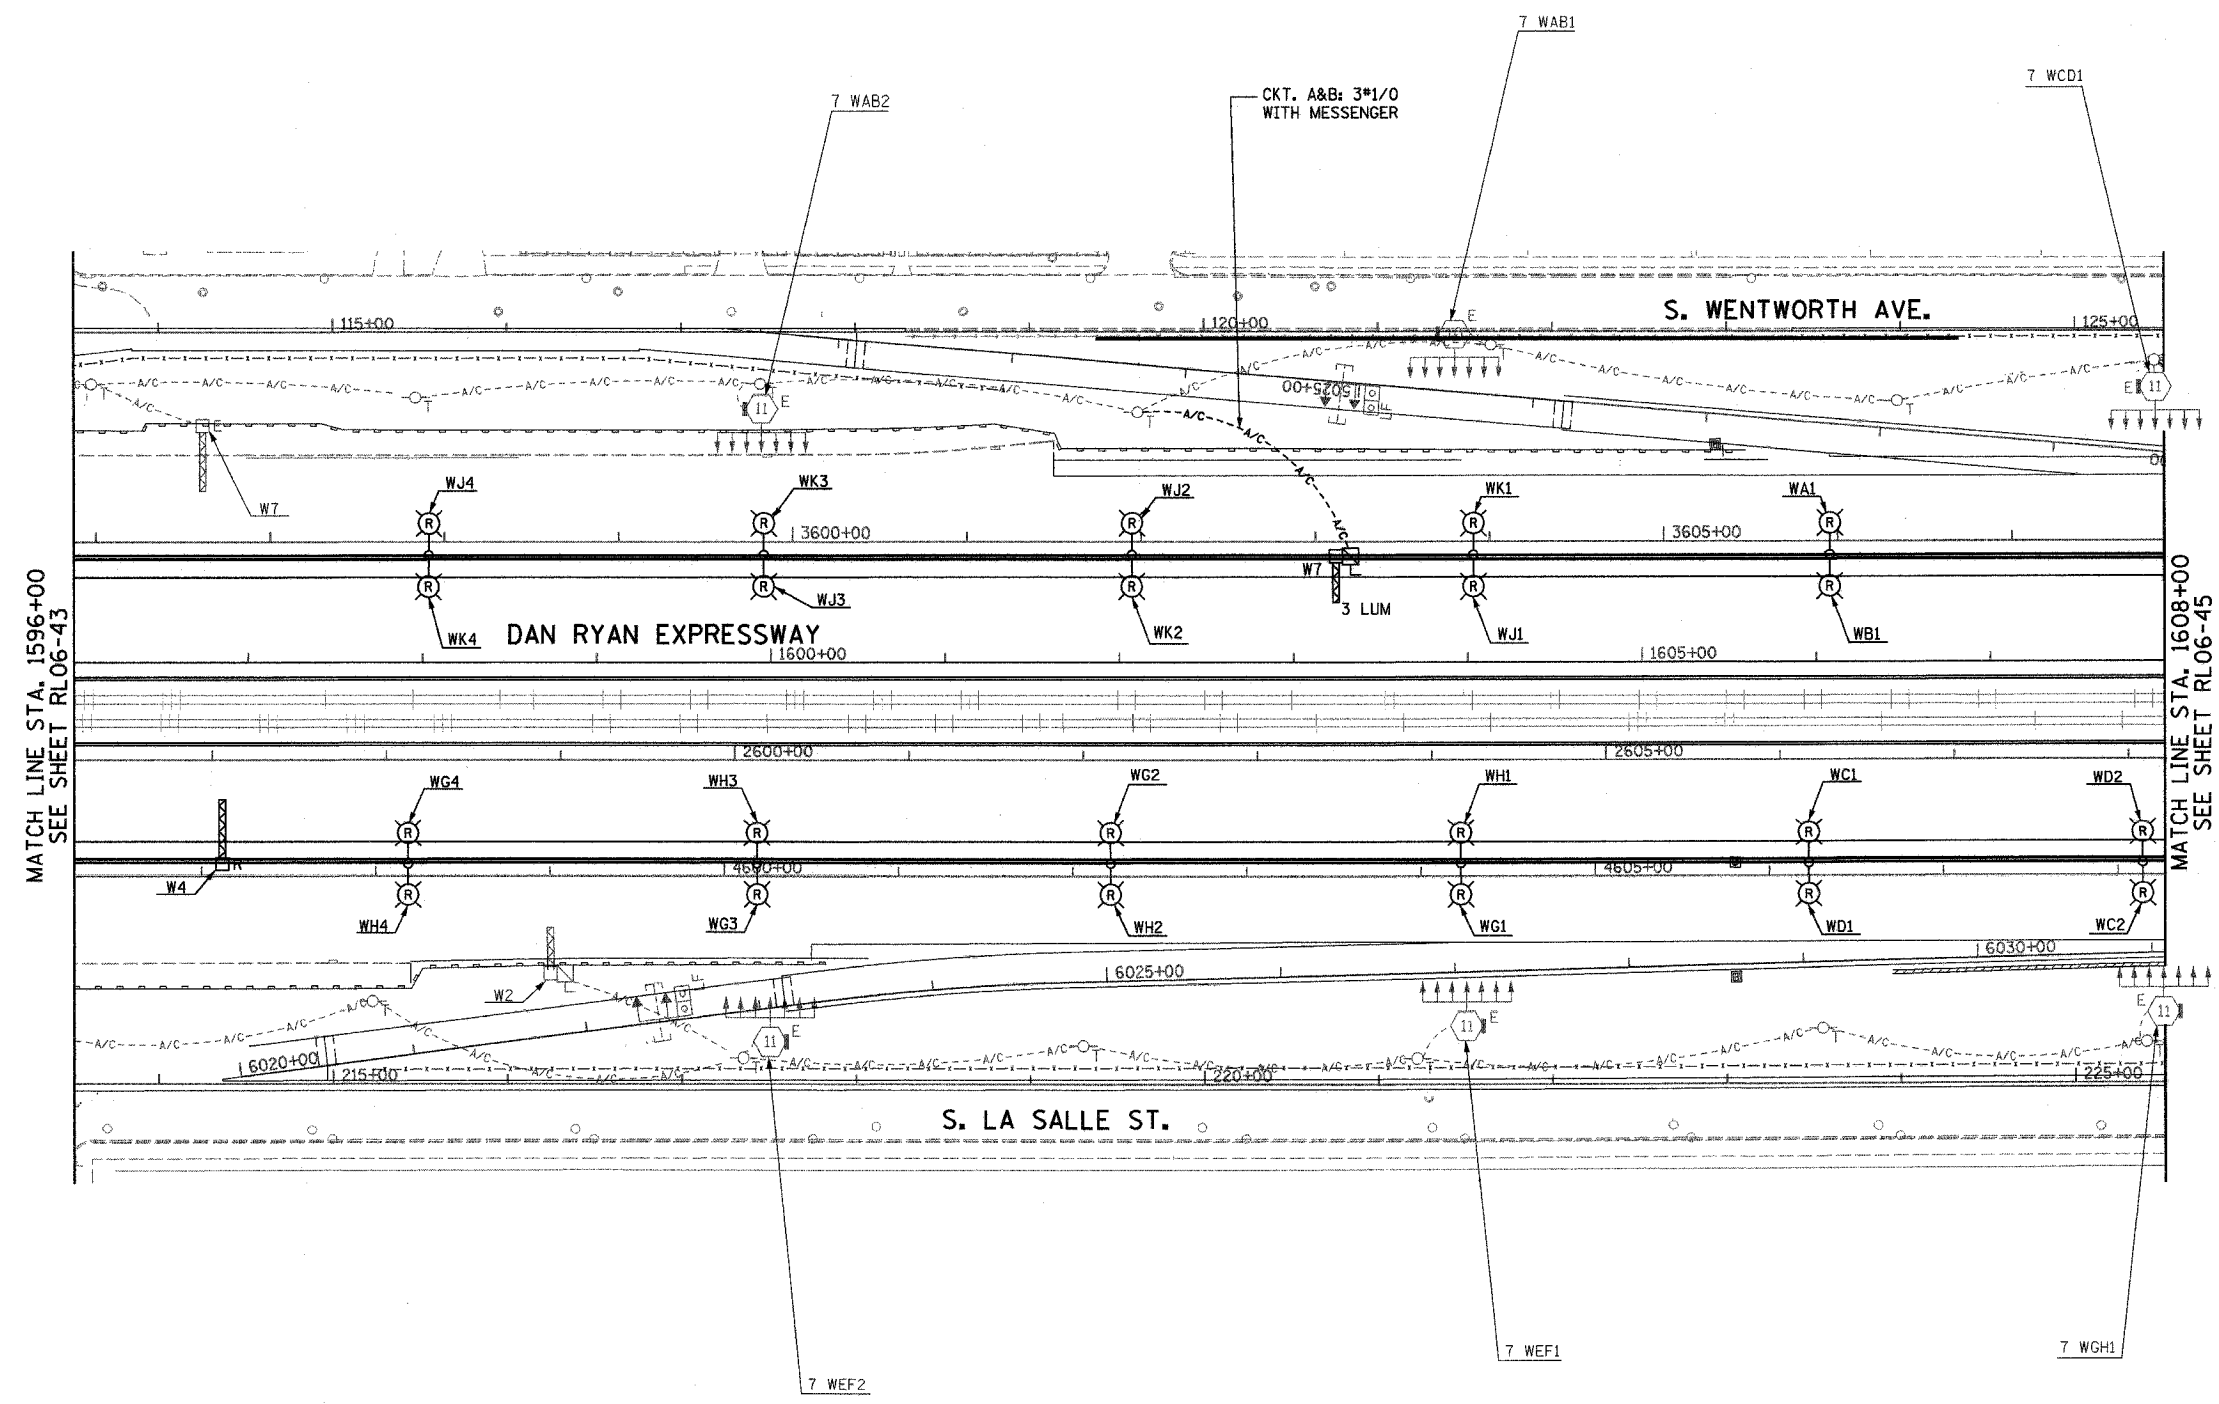 7 WAB1
7 WCD1
7 WAB2
CKT. A&B: 3#1/0
WITH MESSENGER
S. WENTWORTH AVE.
115+00
120+00
125+00
E
E
E
E
11
11
5025+00
T
T
T
T
T
A/C
W7
WJ4
WK3
WJ2
WK1
WA1
R
R
R
R
R
3600+00
3605+00
W7
3 LUM
R
R
R
R
R
WK4
WJ3
WK2
WJ1
WB1
DAN RYAN EXPRESSWAY
1600+00
1605+00
MATCH LINE STA. 1596+00
SEE SHEET RL06-43
MATCH LINE STA. 1608+00
SEE SHEET RL06-45
2600+00
2605+00
WG4
WH3
WG2
WH1
WC1
WD2
R
R
R
R
R
R
R
4600+00
4605+00
W4
R
R
R
R
R
R
WH4
WG3
WH2
WG1
WD1
WC2
W2
6020+00
6025+00
6030+00
E
E
E
11
11
11
T
T
T
T
T
T
A/C
215+00
220+00
225+00
S. LA SALLE ST.
7 WEF2
7 WEF1
7 WGH1